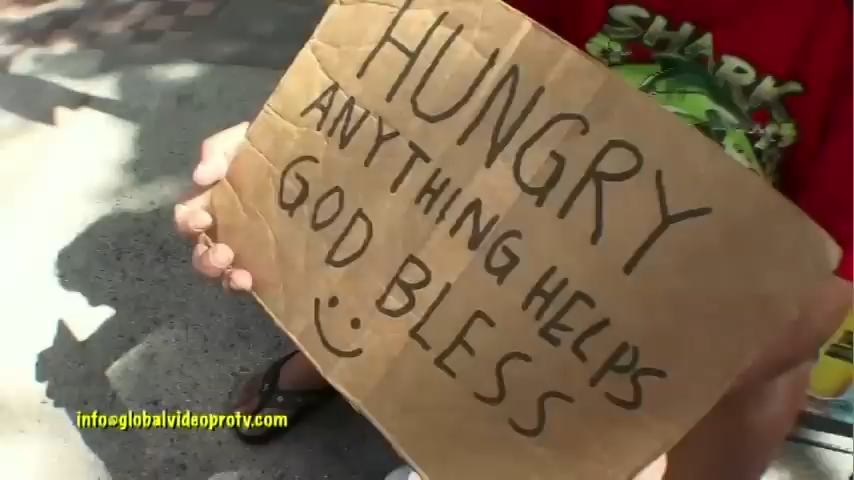 SHARK
HUNGRY
ANYTHING HELPS
GOD BLESS
info@globalvideoprotv.com